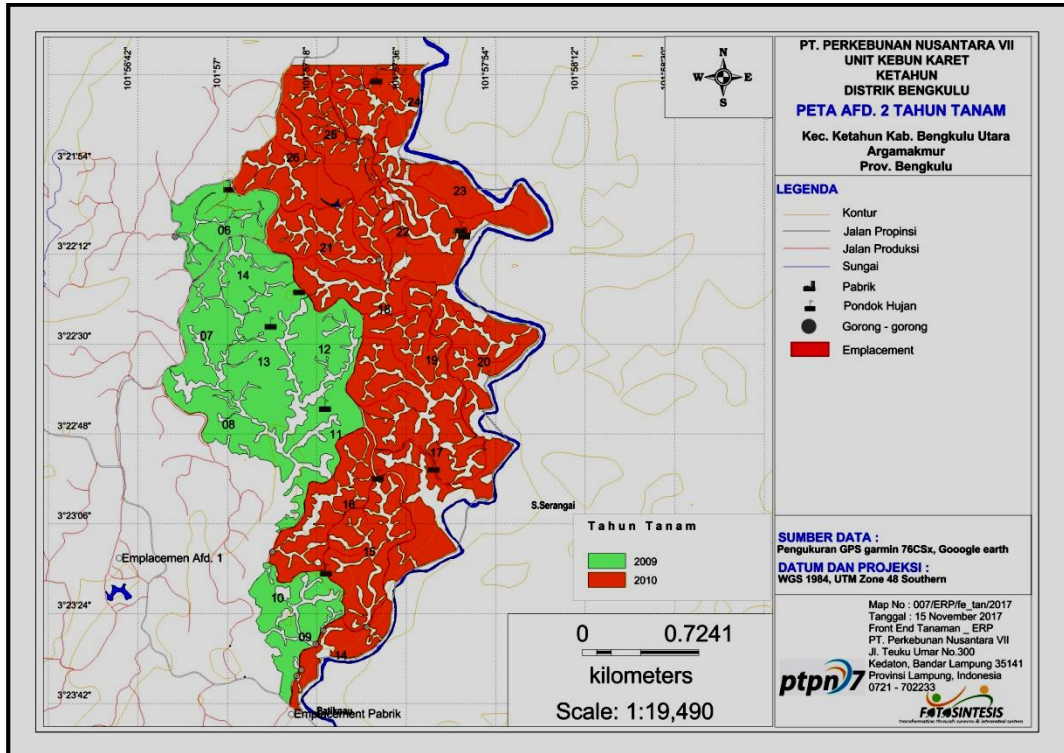 PT. PERKEBUNAN NUSANTARA VII
UNIT KEBUN KARET
KETAHUN
DISTRIK BENGKULU
PETA AFD. 2 TAHUN TANAM
Kec. Ketahun Kab. Bengkulu Utara
Argamakmur
Prov. Bengkulu
LEGENDA
Kontur
Jalan Propinsi
Jalan Produksi
Sungai
Pabrik
Pondok Hujan
Gorong - gorong
Emplacement
SUMBER DATA :
Pengukuran GPS garmin 76CSx, Gooogle earth
DATUM DAN PROJEKSI :
WGS 1984, UTM Zone 48 Southern
Map No : 007/ERP/fe_tan/2017
Tanggal : 15 November 2017
Front End Tanaman _ ERP
PT. Perkebunan Nusantara VII
Jl. Teuku Umar No.300
Kedaton, Bandar Lampung 35141
Provinsi Lampung, Indonesia
0721 - 702233
ptpn7
FOTOSINTESIS
N
W E
S
101°56'42"
101°57'
101°57'18"
101°57'36"
101°57'54"
101°58'12"
101°58'30"
3°21'54"
3°22'12"
3°22'30"
3°22'48"
3°23'06"
3°23'24"
3°23'42"
24
25
26
23
06
22
21
14
18
07
12
19
20
13
08
11
17
16
15
10
09
14
S.Serangai
Emplacemen Afd. 1
Emplacement Pabrik
Tahun Tanam
2009
2010
0 0.7241
kilometers
Scale: 1:19,490